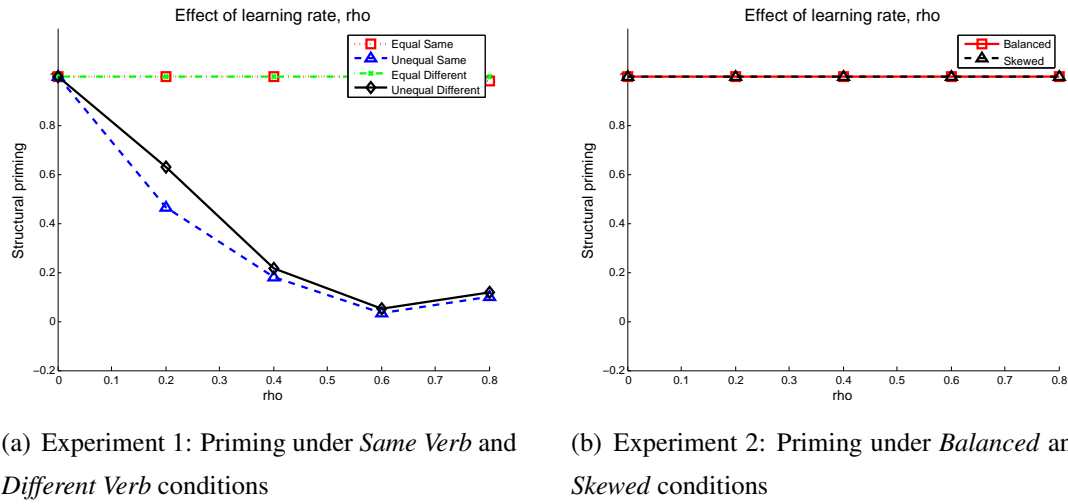 Effect of learning rate, rho
Equal Same
Unequal Same
Equal Different
Unequal Different
1
0.8
0.6
0.4
0.2
0
−0.2
Structural priming
0 0.1 0.2 0.3 0.4 0.5 0.6 0.7 0.8
rho
(a) Experiment 1: Priming under Same Verb and
Different Verb conditions
Effect of learning rate, rho
Balanced
Skewed
1
0.8
0.6
0.4
0.2
0
−0.2
Structural priming
0 0.1 0.2 0.3 0.4 0.5 0.6 0.7 0.8
rho
(b) Experiment 2: Priming under Balanced an
Skewed conditions